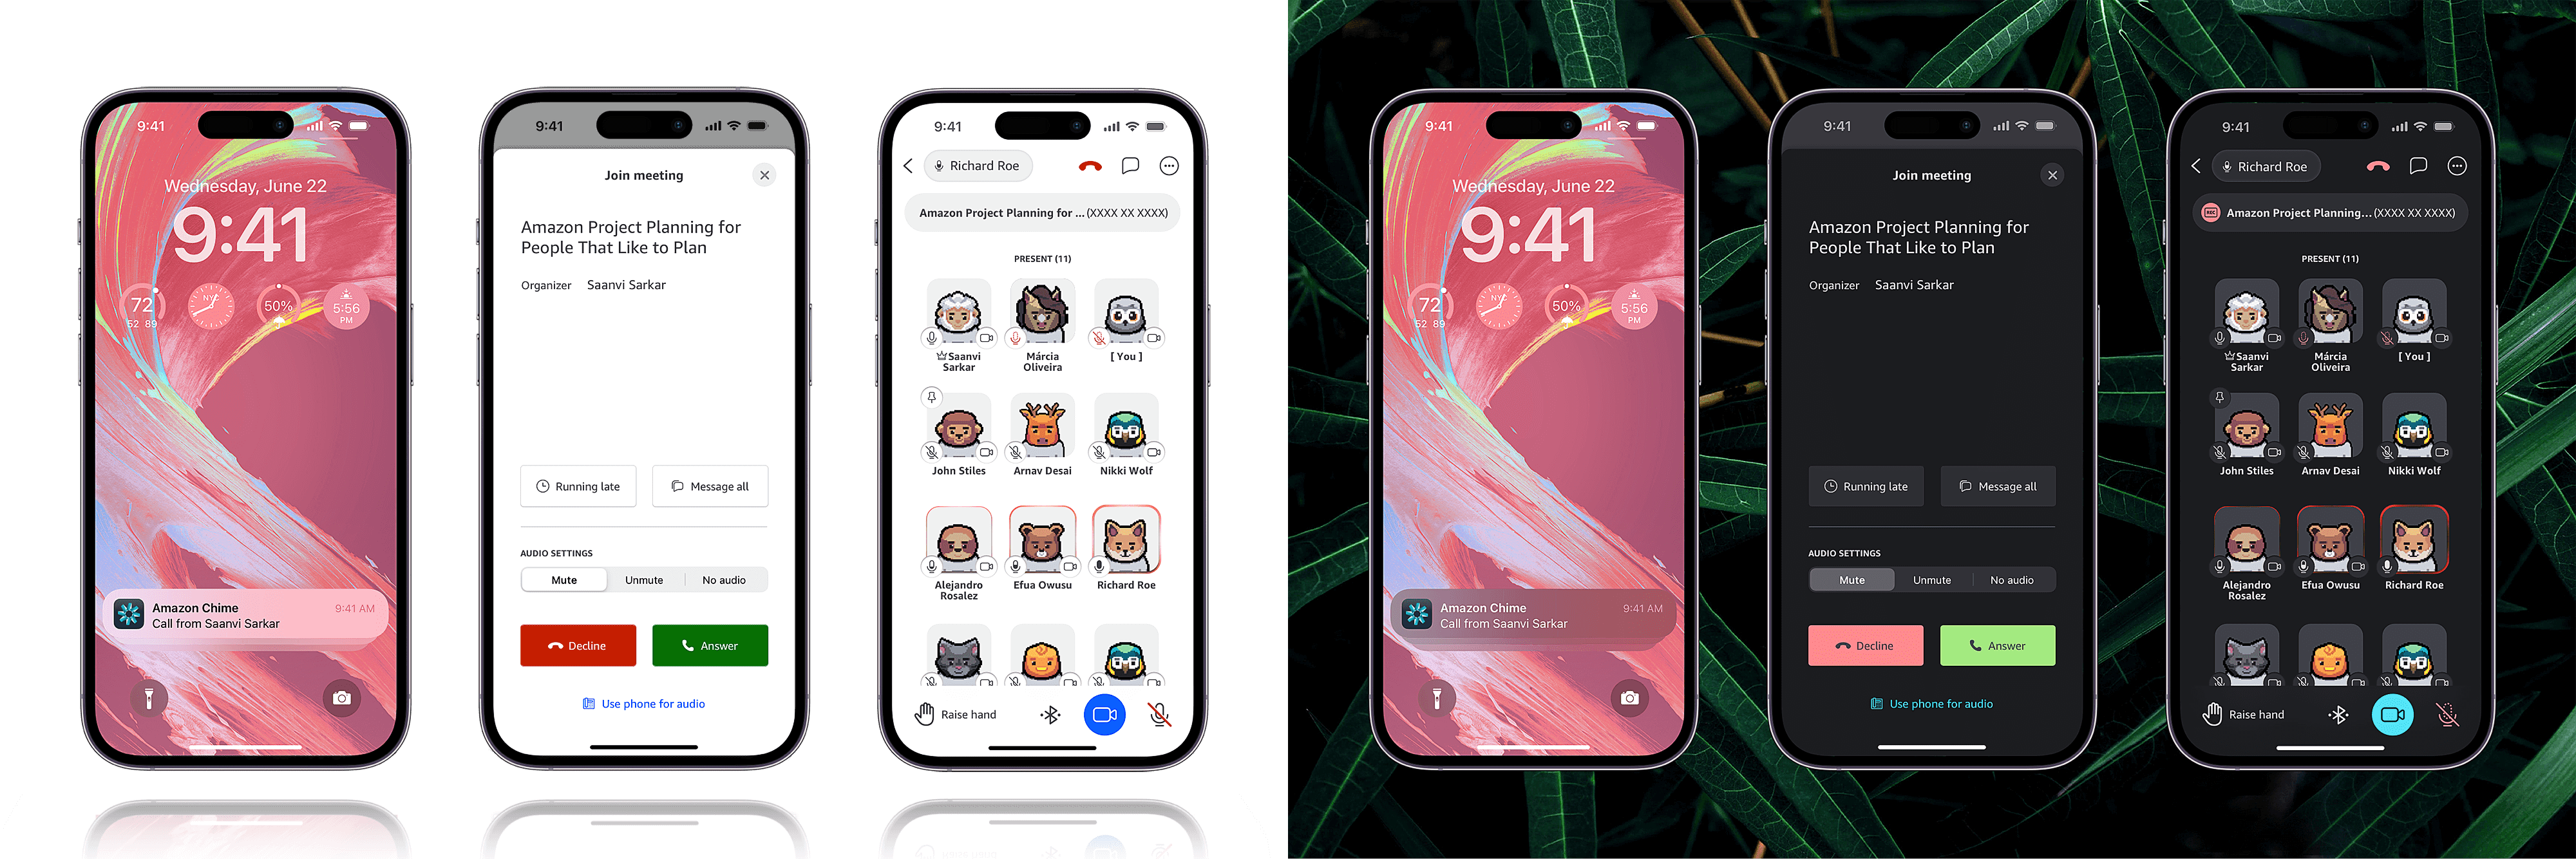 9:41
Wednesday, June 22
9:41
72
52 89
NYC
50%
5:56
PM
Amazon Chime
9:41 AM
Call from Saanvi Sarkar
9:41
Join meeting
Amazon Project Planning for
People That Like to Plan
Organizer Saanvi Sarkar
Running late
Message all
AUDIO SETTINGS
Mute Unmute No audio
Decline
Answer
Use phone for audio
9:41
Richard Roe
Amazon Project Planning for ... (XXXX XX XXXX)
PRESENT (11)
Saanvi
Sarkar
Márcia
Oliveira
[ You ]
John Stiles
Arnav Desai
Nikki Wolf
Alejandro
Rosalez
Efua Owusu
Richard Roe
Raise hand
9:41
Wednesday, June 22
9:41
72
52 89
NYC
50%
5:56
PM
Amazon Chime
9:41 AM
Call from Saanvi Sarkar
9:41
Join meeting
Amazon Project Planning for
People That Like to Plan
Organizer Saanvi Sarkar
Running late
Message all
AUDIO SETTINGS
Mute Unmute No audio
Decline
Answer
Use phone for audio
9:41
Richard Roe
REC
Amazon Project Planning... (XXXX XX XXXX)
PRESENT (11)
Saanvi
Sarkar
Márcia
Oliveira
[ You ]
John Stiles
Arnav Desai
Nikki Wolf
Alejandro
Rosalez
Efua Owusu
Richard Roe
Raise hand